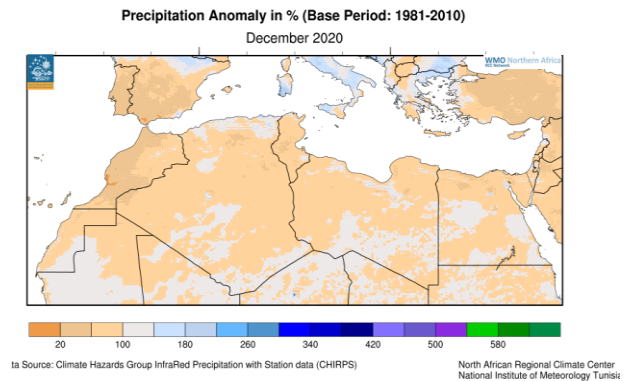 Precipitation Anomaly in % (Base Period: 1981-2010)
December 2020
WMO Northern Africa
RCC Network
20 100 180 260 340 420 500 580
ta Source: Climate Hazards Group InfraRed Precipitation with Station data (CHIRPS)
North African Regional Climate Center
National Institute of Meteorology Tunisia